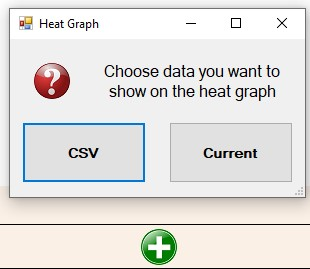 Heat Graph
Choose data you want to
show on the heat graph
CSV
Current